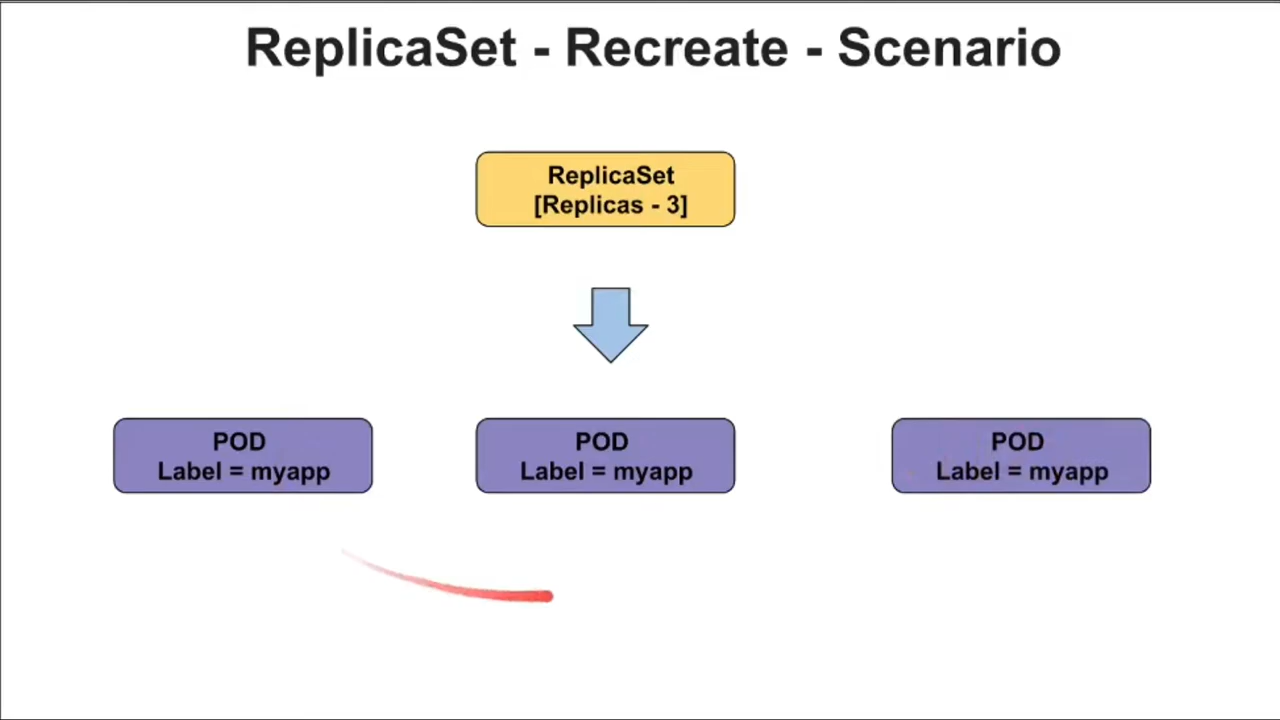 ReplicaSet - Recreate - Scenario
ReplicaSet
[Replicas - 3]
POD
Label = myapp
POD
Label = myapp
POD
Label = myapp